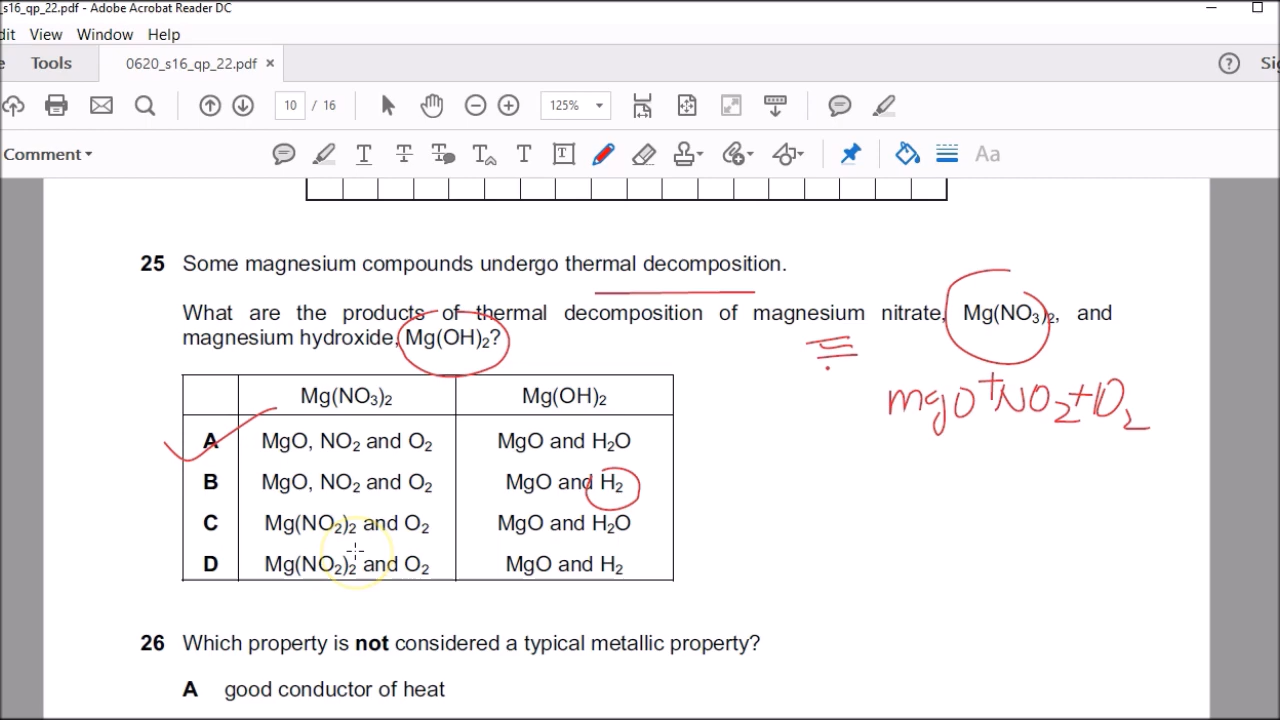 _s16_qp_22.pdf - Adobe Acrobat Reader DC
dit View Window Help
e Tools 0620_s16_qp_22.pdf × ? Sig
10 / 16 125%
Comment T T T T T T Aa
25 Some magnesium compounds undergo thermal decomposition.
What are the products of thermal decomposition of magnesium nitrate, Mg(NO₃)₂, and
magnesium hydroxide, Mg(OH)₂?
mgO+NO₂+O₂
Mg(NO₃)₂ Mg(OH)₂
A MgO, NO₂ and O₂ MgO and H₂O
B MgO, NO₂ and O₂ MgO and H₂
C Mg(NO₂)₂ and O₂ MgO and H₂O
D Mg(NO₂)₂ and O₂ MgO and H₂
26 Which property is not considered a typical metallic property?
A good conductor of heat